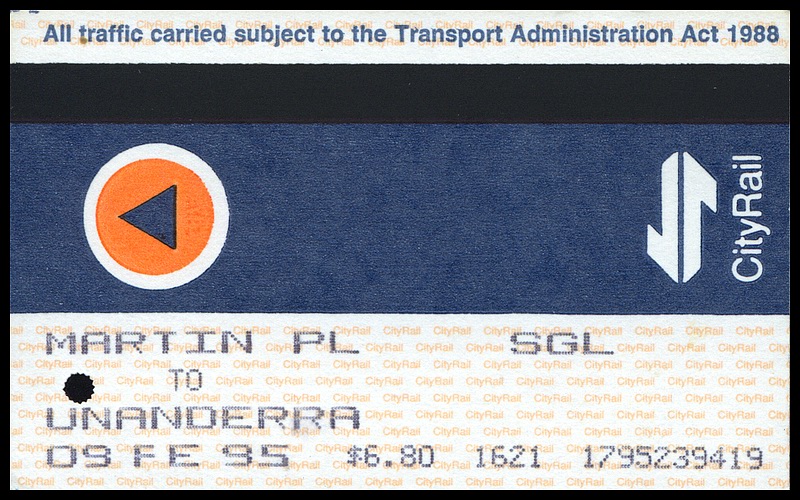 All traffic carried subject to the Transport Administration Act 1988
CityRail
MARTIN PL SGL
TO
UNANDERRA
09 FE 95 $6.80 1621 1795239419